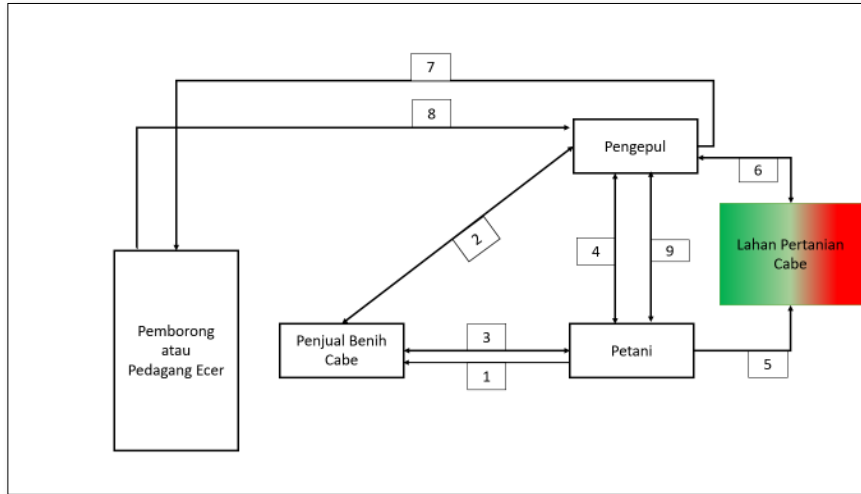 7
8
Pengepul
6
2
4
9
Lahan Pertanian
Cabe
Pemborong
atau
Pedagang Ecer
Penjual Benih
Cabe
3
1
Petani
5